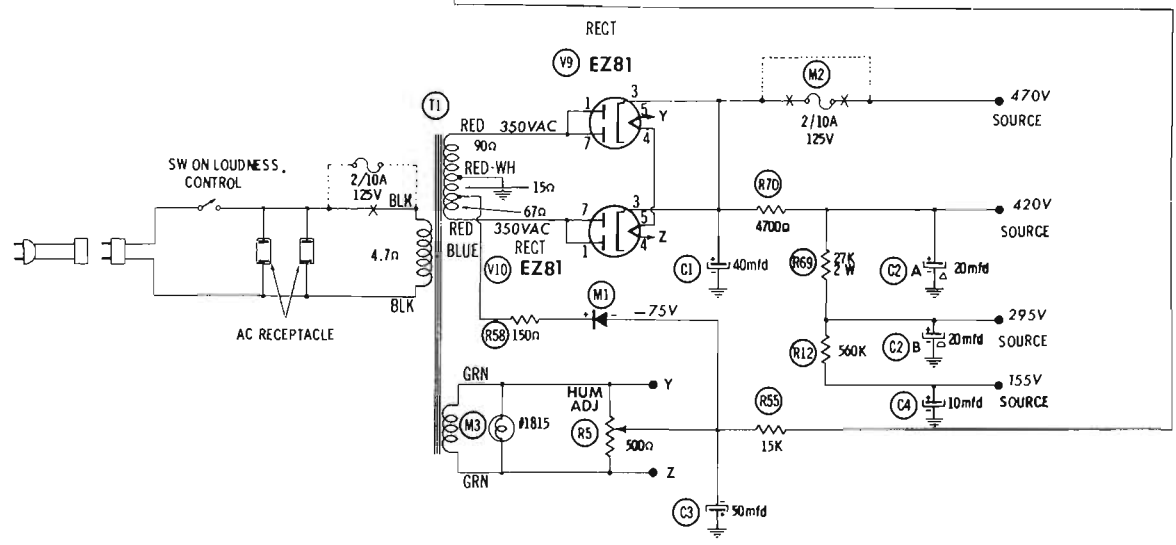 RECT
V9 EZ81
M2
2/10A
125V
470V
SOURCE
T1
RED 350VAC
90Ω
RED-WH
15Ω
67Ω
RED 350VAC
BLUE
1
7
3
5
4
Y
7
1
3
5
4
Z
RECT
V10 EZ81
SW ON LOUDNESS.
CONTROL
2/10A
125V
BLK
4.7Ω
BLK
AC RECEPTACLE
R70
4700Ω
420V
SOURCE
C1 40mfd
R69 27K
2 W
C2 A 20mfd
M1
−75V
R58 150Ω
295V
SOURCE
R12 560K
C2 B 20mfd
155V
SOURCE
C4 10mfd
GRN
M3 #1815
HUM
ADJ
R5
500Ω
Y
Z
GRN
R55
15K
C3 50mfd